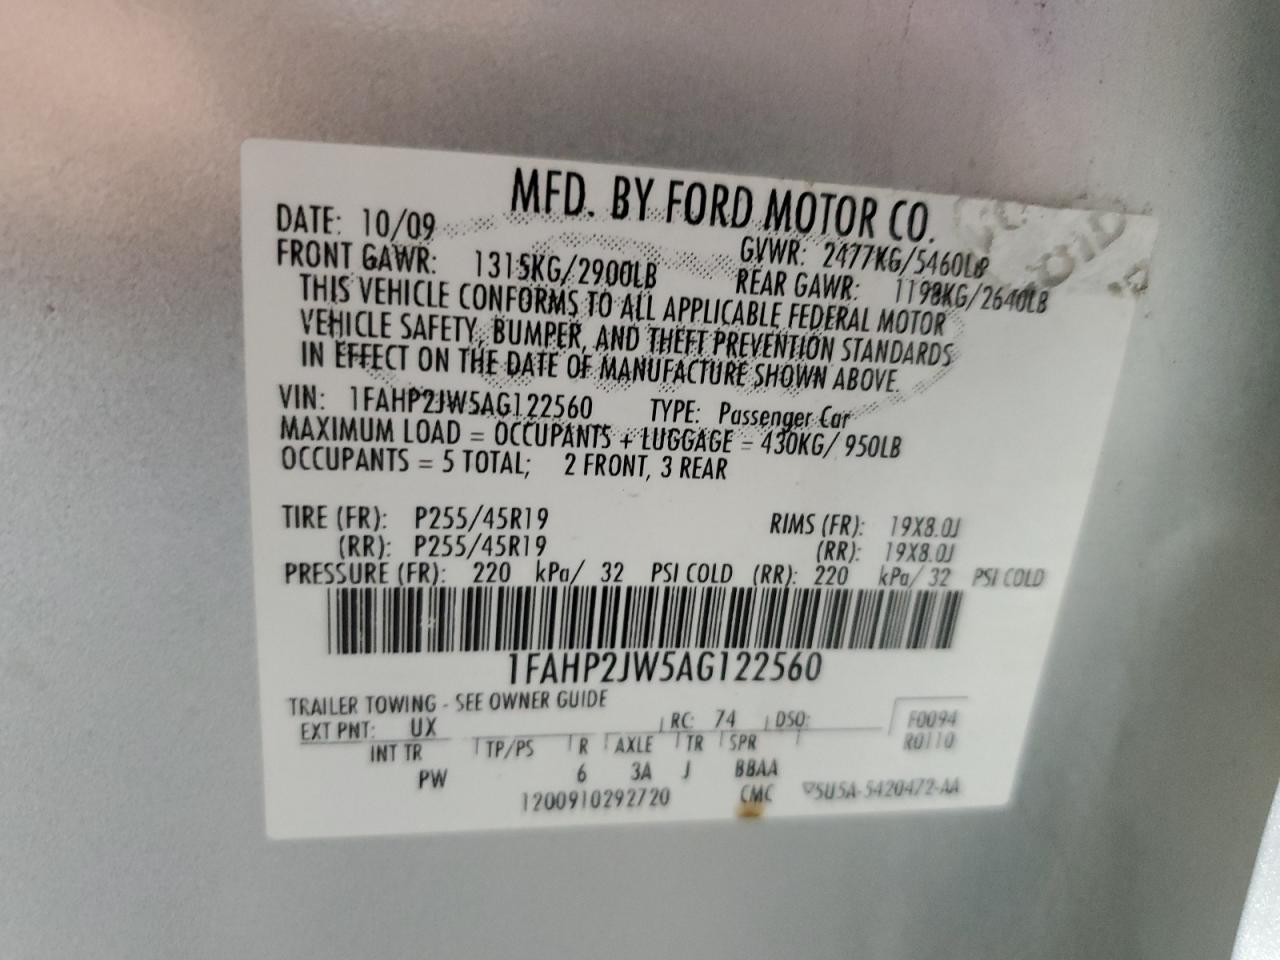 MFD. BY FORD MOTOR CO.
DATE: 10/09 GVWR: 2477KG/5460LB
FRONT GAWR: 1315KG/2900LB REAR GAWR: 1198KG/2640LB
THIS VEHICLE CONFORMS TO ALL APPLICABLE FEDERAL MOTOR
VEHICLE SAFETY, BUMPER, AND THEFT PREVENTION STANDARDS
IN EFFECT ON THE DATE OF MANUFACTURE SHOWN ABOVE.
VIN: 1FAHP2JW5AG122560 TYPE: Passenger Car
MAXIMUM LOAD = OCCUPANTS + LUGGAGE = 430KG/ 950LB
OCCUPANTS = 5 TOTAL; 2 FRONT, 3 REAR
TIRE (FR): P255/45R19 RIMS (FR): 19X8.0J
(RR): P255/45R19 (RR): 19X8.0J
PRESSURE (FR): 220 kPa/ 32 PSI COLD (RR): 220 kPa/ 32 PSI COLD
1FAHP2JW5AG122560
TRAILER TOWING - SEE OWNER GUIDE
EXT PNT: UX RC: 74 DSO: F0094
INT TR TP/PS R AXLE TR SPR R0110
PW 6 3A J BBAA
1200910292720 CMC 5U5A-5420472-AA